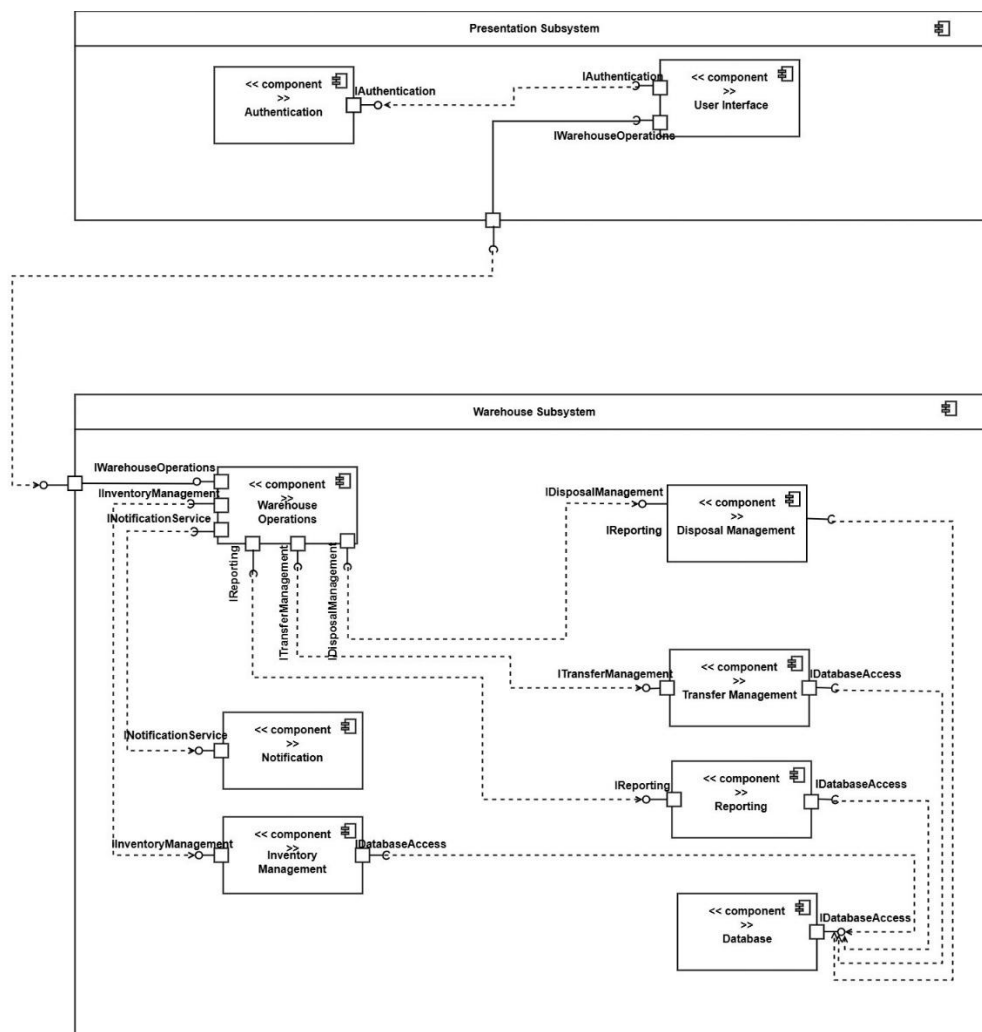 Presentation Subsystem
<< component
>>
Authentication
IAuthentication
IAuthentication
<< component
>>
User Interface
IWarehouseOperations
Warehouse Subsystem
IWarehouseOperations
IInventoryManagement
INotificationService
<< component
>>
Warehouse
Operations
IReporting
ITransferManagement
IDisposalManagement
IDisposalManagement
IReporting
<< component
>>
Disposal Management
ITransferManagement
<< component
>>
Transfer Management
IDatabaseAccess
INotificationService
<< component
>>
Notification
IReporting
<< component
>>
Reporting
IDatabaseAccess
IInventoryManagement
<< component
>>
Inventory
Management
IDatabaseAccess
<< component
>>
Database
IDatabaseAccess